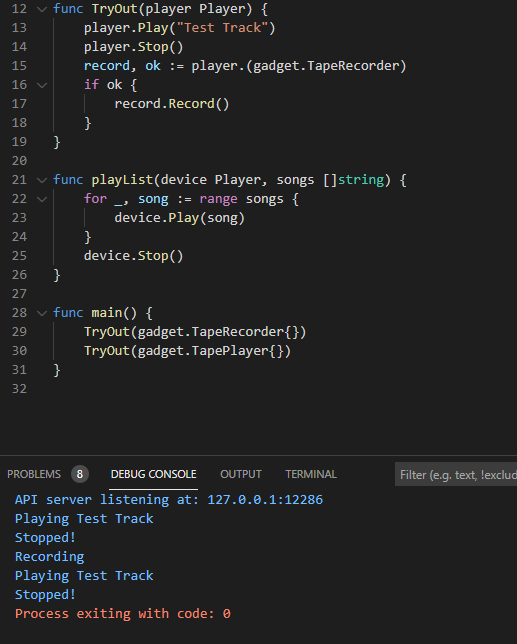 12 func TryOut(player Player) {
13 player.Play("Test Track")
14 player.Stop()
15 record, ok := player.(gadget.TapeRecorder)
16 if ok {
17 record.Record()
18 }
19 }
20
21 func playList(device Player, songs []string) {
22 for _, song := range songs {
23 device.Play(song)
24 }
25 device.Stop()
26 }
27
28 func main() {
29 TryOut(gadget.TapeRecorder{})
30 TryOut(gadget.TapePlayer{})
31 }
32
PROBLEMS 8 DEBUG CONSOLE OUTPUT TERMINAL Filter (e.g. text, !exclud
API server listening at: 127.0.0.1:12286
Playing Test Track
Stopped!
Recording
Playing Test Track
Stopped!
Process exiting with code: 0